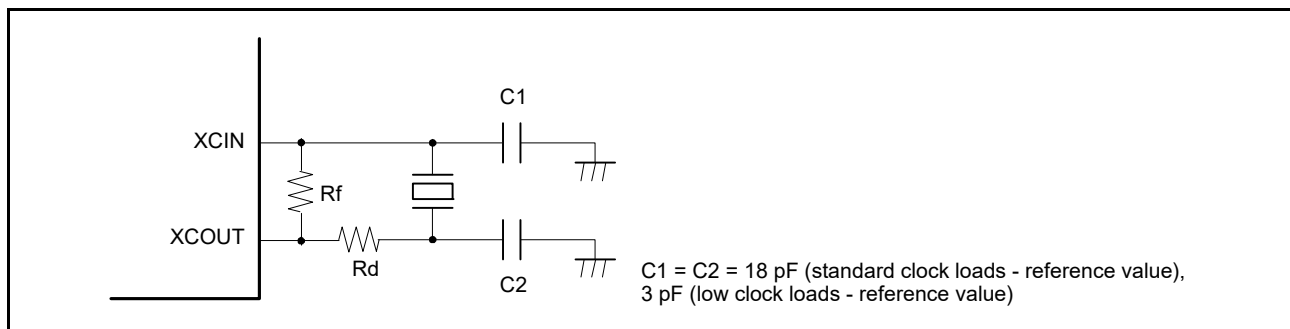 C1
XCIN
Rf
XCOUT
Rd
C2
C1 = C2 = 18 pF (standard clock loads - reference value),
3 pF (low clock loads - reference value)